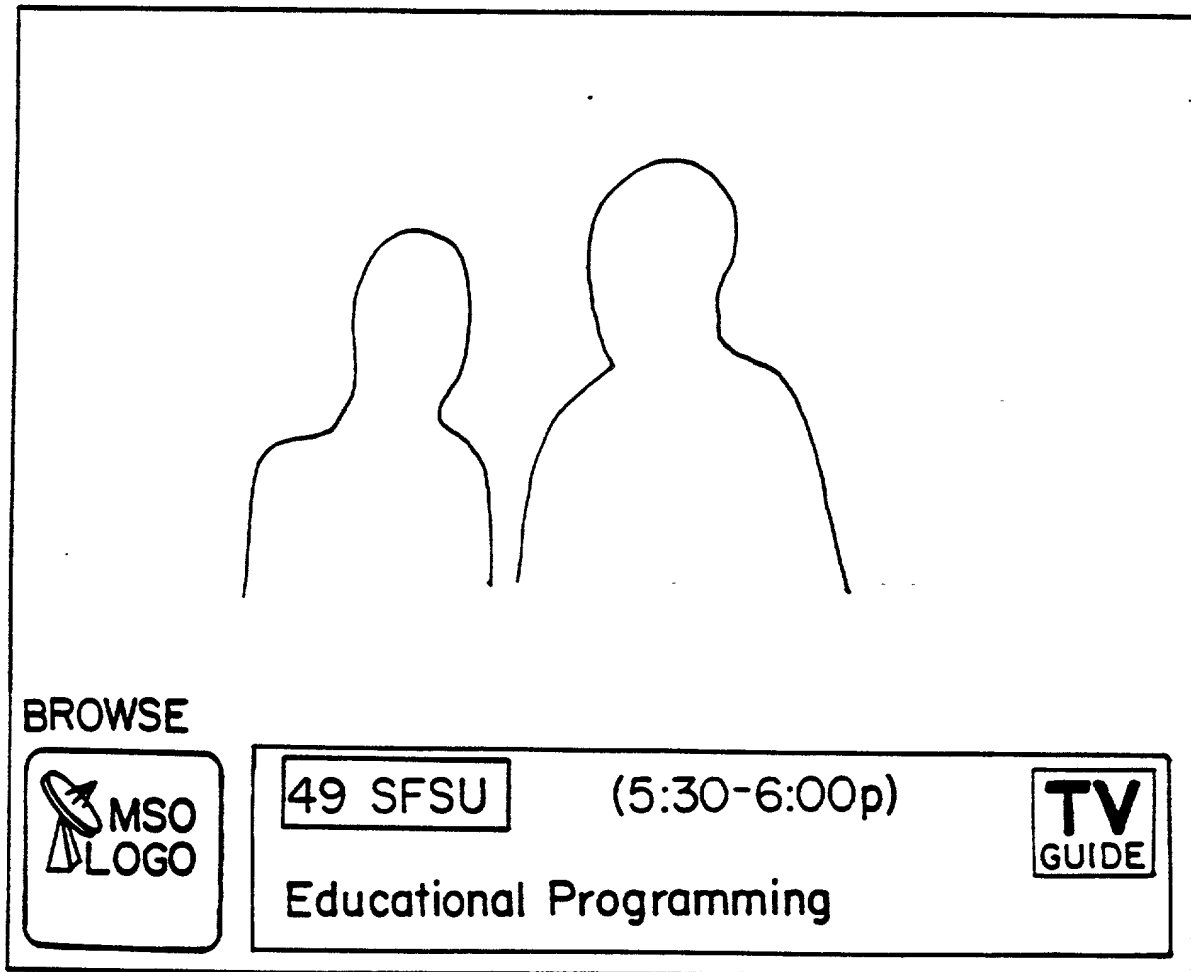 BROWSE
MSO
LOGO
49 SFSU (5:30-6:00p)
Educational Programming
TV
GUIDE